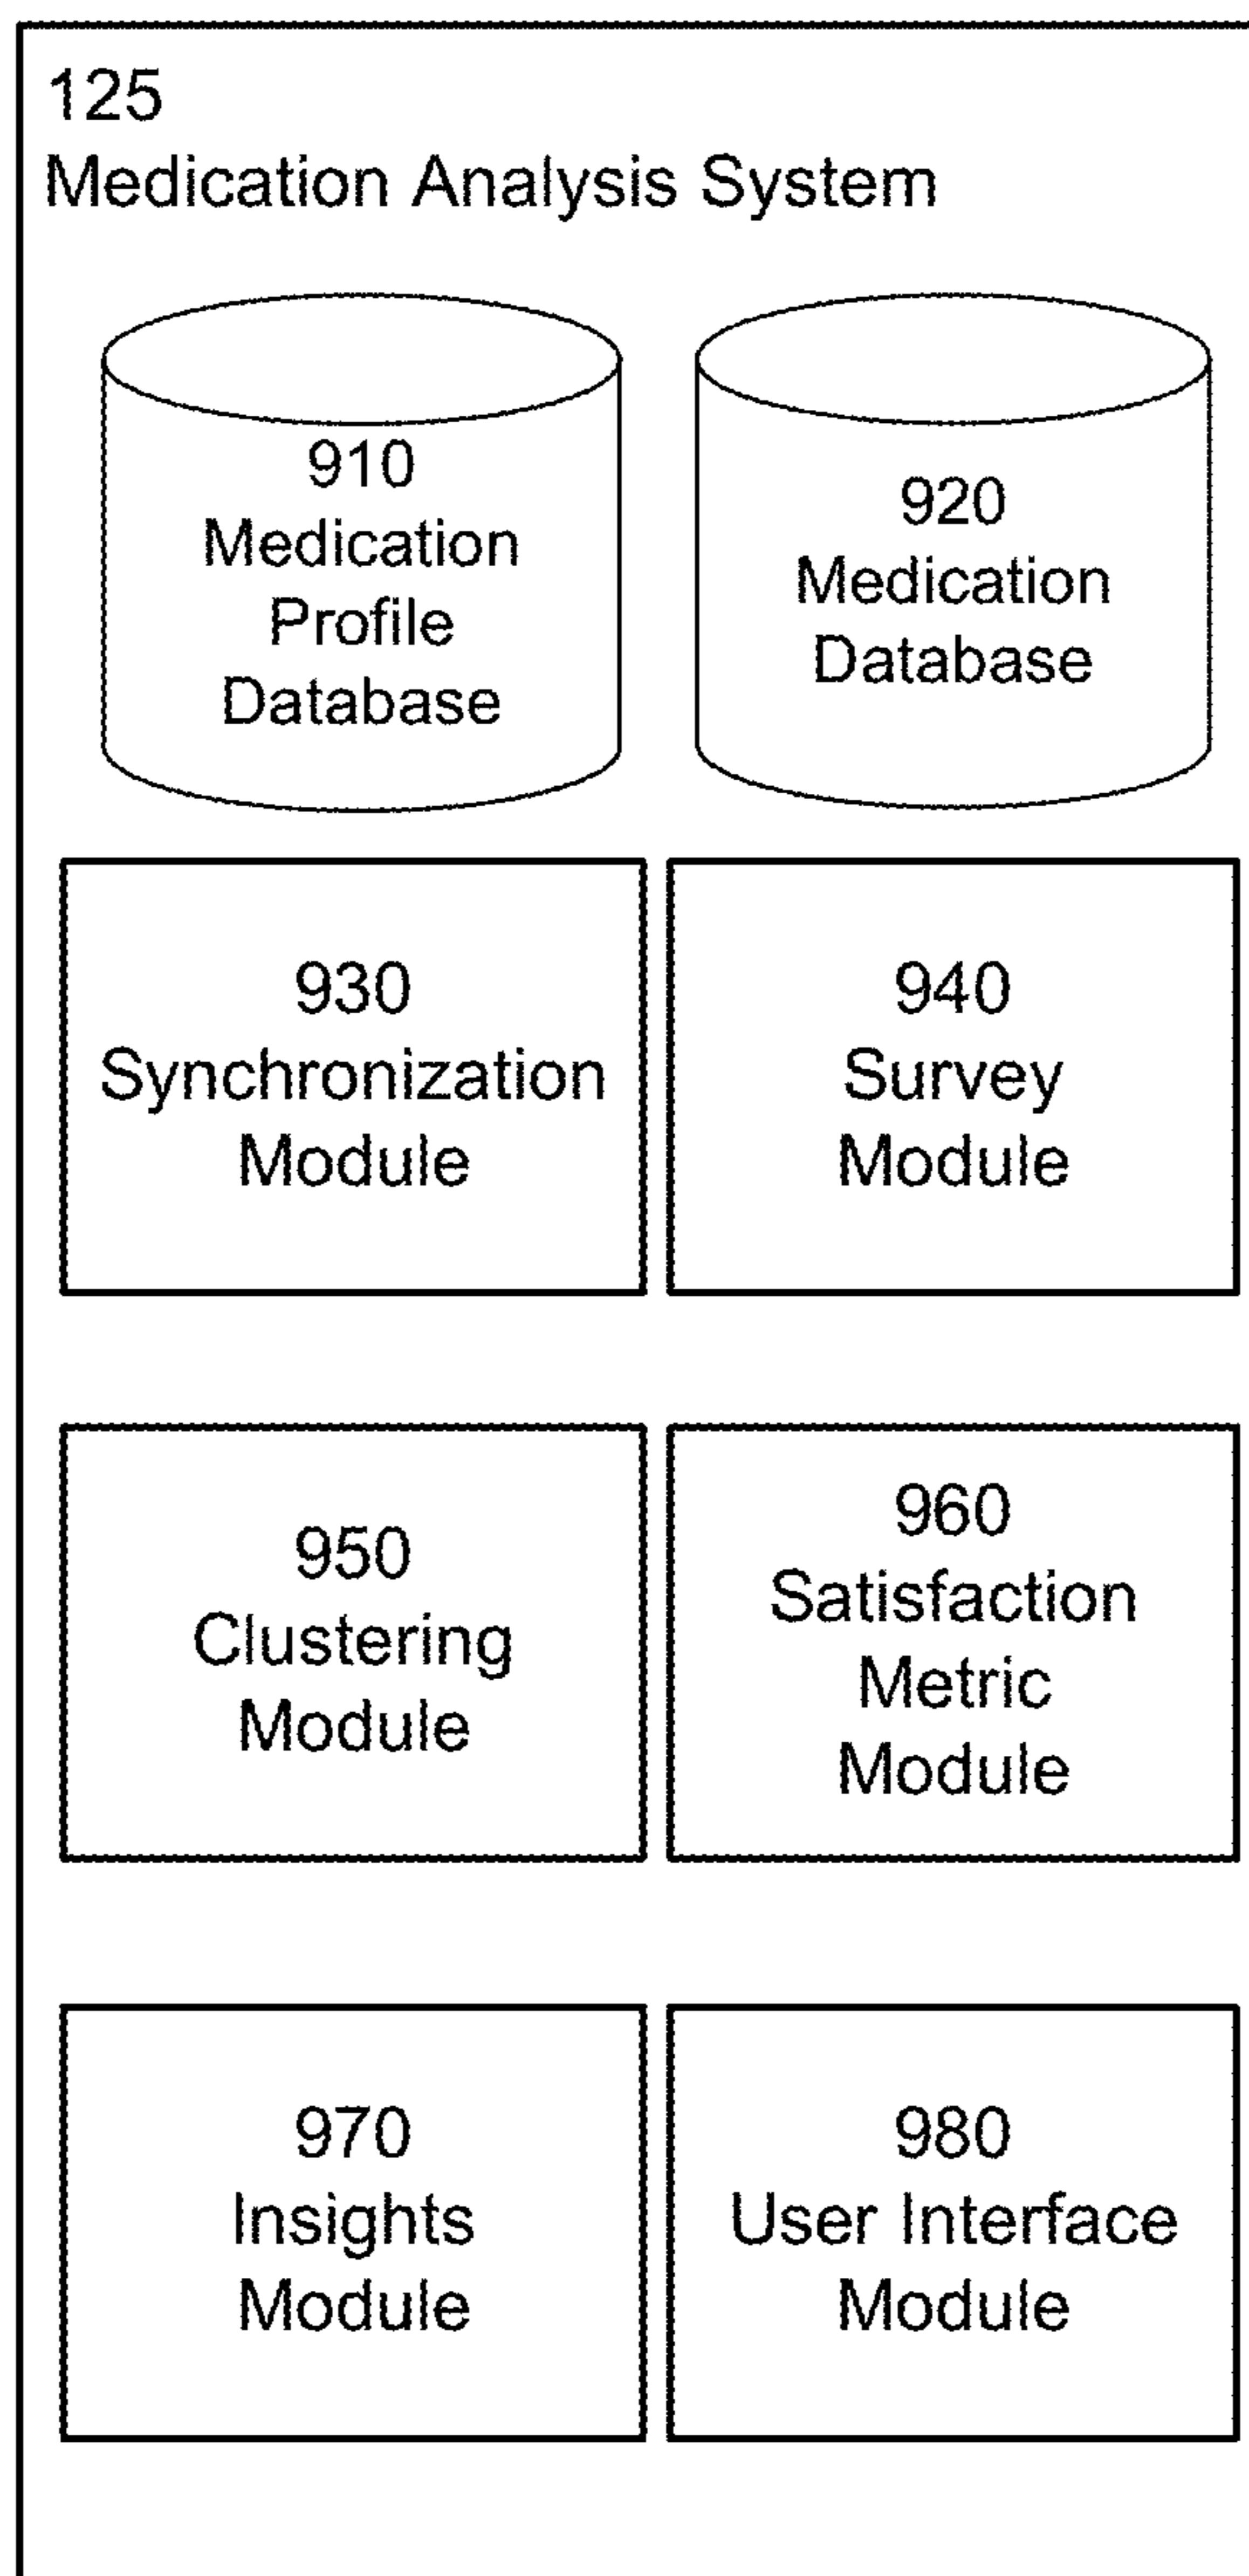 125
Medication Analysis System
910
Medication
Profile
Database
920
Medication
Database
930
Synchronization
Module
940
Survey
Module
950
Clustering
Module
960
Satisfaction
Metric
Module
970
Insights
Module
980
User Interface
Module